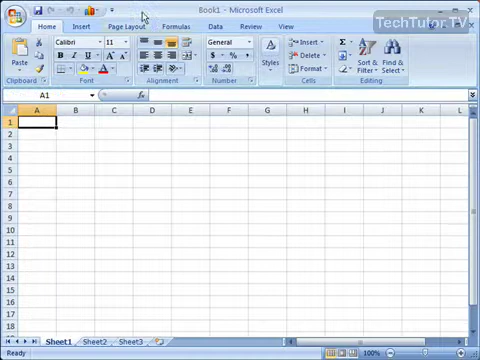 Book1 - Microsoft Excel
TechTutor.TV
Home Insert Page Layout Formulas Data Review View
Calibri 11 General Insert Σ
Paste B I U A $ % , Styles Delete Sort & Filter Find & Select
Format
Clipboard Font Alignment Number Cells Editing
A1 fx
A B C D E F G H I J K L
1
2
3
4
5
6
7
8
9
10
11
12
13
14
15
16
17
18
Sheet1 Sheet2 Sheet3
Ready 100%